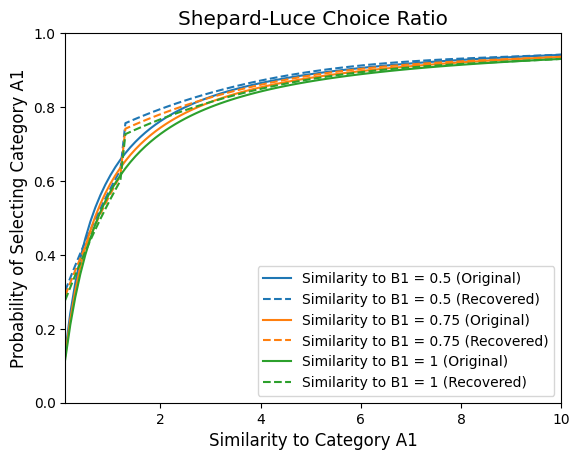 Shepard-Luce Choice Ratio
Probability of Selecting Category A1
1.0
0.8
0.6
0.4
0.2
0.0
Similarity to B1 = 0.5 (Original)
Similarity to B1 = 0.5 (Recovered)
Similarity to B1 = 0.75 (Original)
Similarity to B1 = 0.75 (Recovered)
Similarity to B1 = 1 (Original)
Similarity to B1 = 1 (Recovered)
2 4 6 8 10
Similarity to Category A1